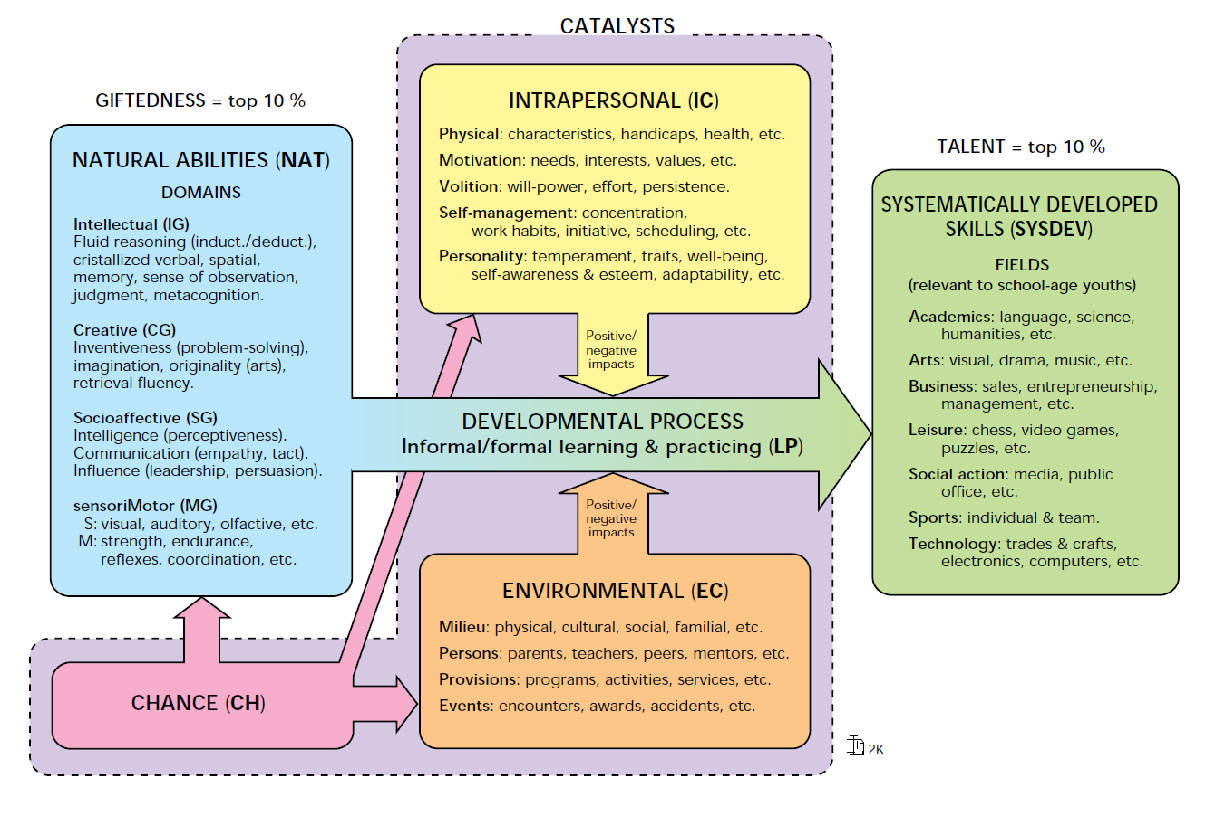 CATALYSTS
GIFTEDNESS = top 10 %
NATURAL ABILITIES (NAT)
DOMAINS
Intellectual (IG)
Fluid reasoning (induct./deduct.),
cristallized verbal, spatial,
memory, sense of observation,
judgment, metacognition.
Creative (CG)
Inventiveness (problem-solving),
imagination, originality (arts),
retrieval fluency.
Socioaffective (SG)
Intelligence (perceptiveness).
Communication (empathy, tact).
Influence (leadership, persuasion).
sensoriMotor (MG)
S: visual, auditory, olfactive, etc.
M: strength, endurance,
reflexes, coordination, etc.
CHANCE (CH)
INTRAPERSONAL (IC)
Physical: characteristics, handicaps, health, etc.
Motivation: needs, interests, values, etc.
Volition: will-power, effort, persistence.
Self-management: concentration,
work habits, initiative, scheduling, etc.
Personality: temperament, traits, well-being,
self-awareness & esteem, adaptability, etc.
Positive/
negative
impacts
DEVELOPMENTAL PROCESS
Informal/formal learning & practicing (LP)
Positive/
negative
impacts
ENVIRONMENTAL (EC)
Milieu: physical, cultural, social, familial, etc.
Persons: parents, teachers, peers, mentors, etc.
Provisions: programs, activities, services, etc.
Events: encounters, awards, accidents, etc.
TALENT = top 10 %
SYSTEMATICALLY DEVELOPED
SKILLS (SYSDEV)
FIELDS
(relevant to school-age youths)
Academics: language, science,
humanities, etc.
Arts: visual, drama, music, etc.
Business: sales, entrepreneurship,
management, etc.
Leisure: chess, video games,
puzzles, etc.
Social action: media, public
office, etc.
Sports: individual & team.
Technology: trades & crafts,
electronics, computers, etc.
2K